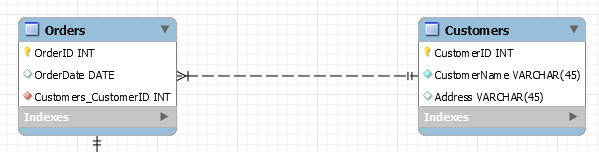 Orders
OrderID INT
OrderDate DATE
Customers_CustomerID INT
Indexes
Customers
CustomerID INT
CustomerName VARCHAR(45)
Address VARCHAR(45)
Indexes